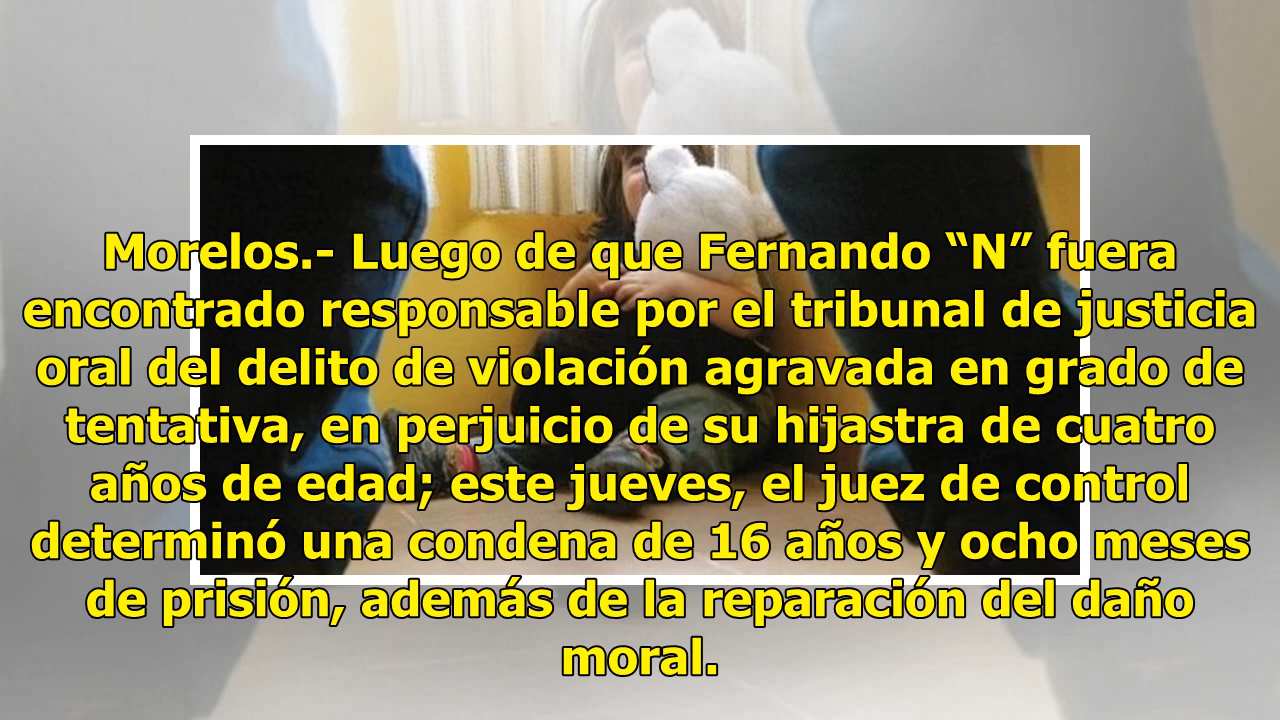 Morelos.- Luego de que Fernando “N” fuera
encontrado responsable por el tribunal de justicia
oral del delito de violación agravada en grado de
tentativa, en perjuicio de su hijastra de cuatro
años de edad; este jueves, el juez de control
determinó una condena de 16 años y ocho meses
de prisión, además de la reparación del daño
moral.